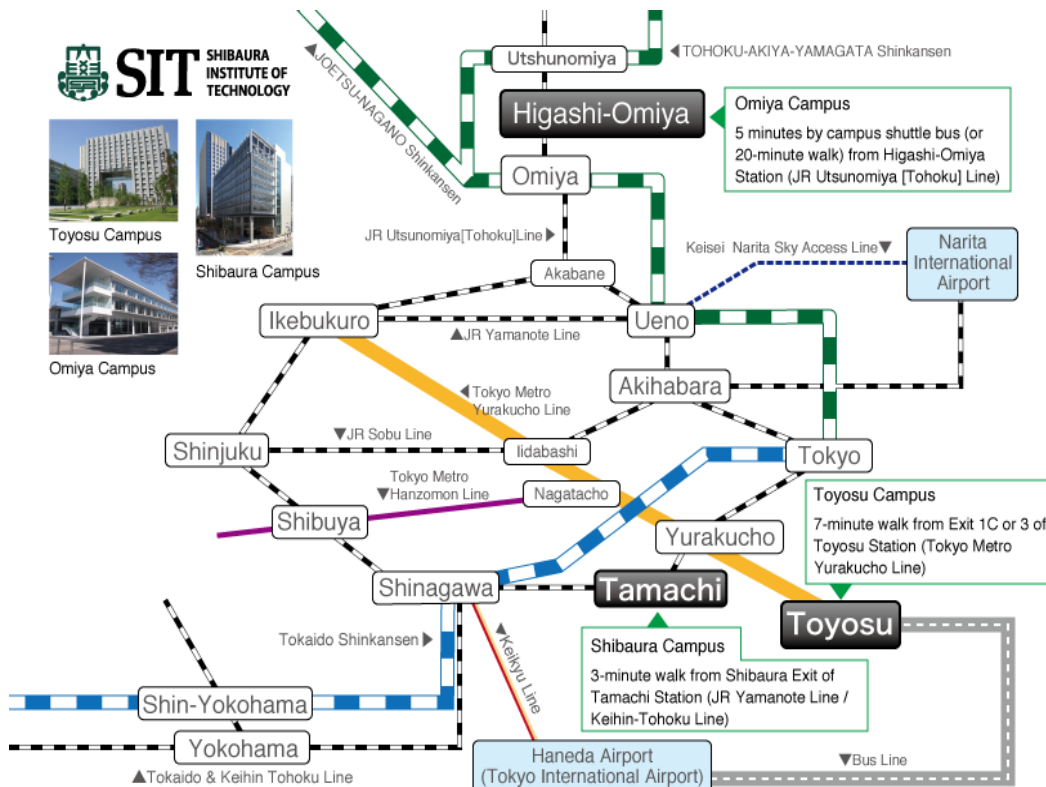 SIT SHIBAURA
INSTITUTE OF
TECHNOLOGY
Toyosu Campus
Shibaura Campus
Omiya Campus
▲JOETSU-NAGANO Shinkansen
Utshunomiya
◀TOHOKU-AKIYA-YAMAGATA Shinkansen
Higashi-Omiya
Omiya Campus
5 minutes by campus shuttle bus (or
20-minute walk) from Higashi-Omiya
Station (JR Utsunomiya [Tohoku] Line)
Omiya
JR Utsunomiya[Tohoku]Line▶
Keisei Narita Sky Access Line▼
Narita
International
Airport
Akabane
Ikebukuro
▲JR Yamanote Line
Ueno
◀Tokyo Metro
Yurakucho Line
Akihabara
Shinjuku
▼JR Sobu Line
Iidabashi
Tokyo
Tokyo Metro
▼Hanzomon Line
Nagatacho
Shibuya
Yurakucho
Toyosu Campus
7-minute walk from Exit 1C or 3 of
Toyosu Station (Tokyo Metro
Yurakucho Line)
Shinagawa
Tamachi
Toyosu
Tokaido Shinkansen▶
◀Keikyu Line
Shibaura Campus
3-minute walk from Shibaura Exit of
Tamachi Station (JR Yamanote Line /
Keihin-Tohoku Line)
Shin-Yokohama
Yokohama
▲Tokaido & Keihin Tohoku Line
Haneda Airport
(Tokyo International Airport)
▼Bus Line